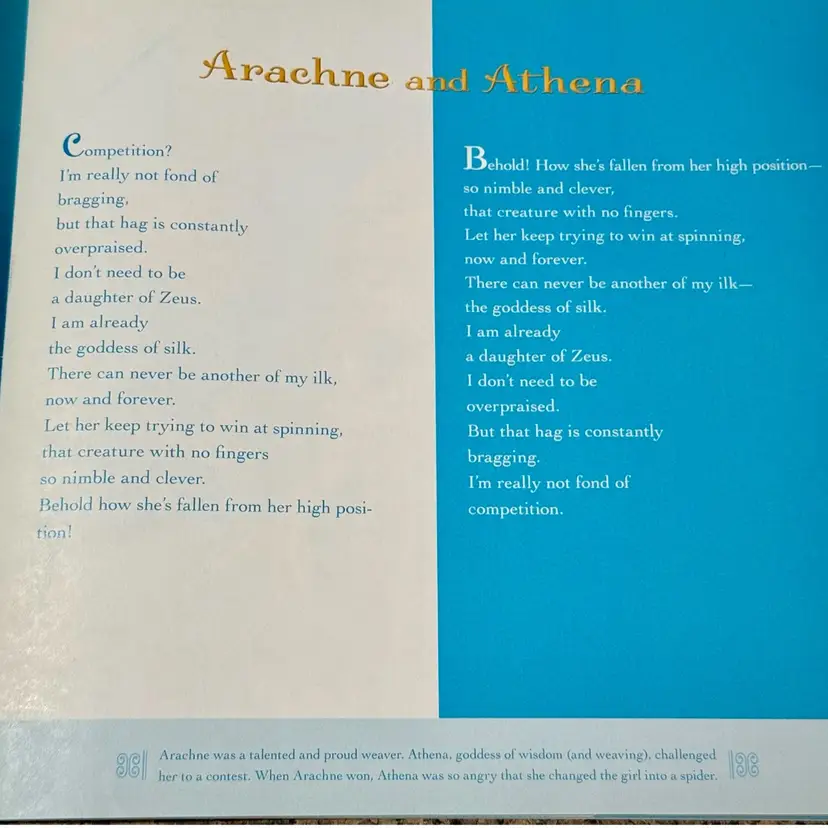 Arachne and Athena
Competition?
I'm really not fond of
bragging,
but that hag is constantly
overpraised.
I don't need to be
a daughter of Zeus.
I am already
the goddess of silk.
There can never be another of my ilk,
now and forever.
Let her keep trying to win at spinning,
that creature with no fingers
so nimble and clever.
Behold how she's fallen from her high posi-
tion!
Behold! How she's fallen from her high position—
so nimble and clever,
that creature with no fingers.
Let her keep trying to win at spinning,
now and forever.
There can never be another of my ilk—
the goddess of silk.
I am already
a daughter of Zeus.
I don't need to be
overpraised.
But that hag is constantly
bragging.
I'm really not fond of
competition.
Arachne was a talented and proud weaver. Athena, goddess of wisdom (and weaving), challenged
her to a contest. When Arachne won, Athena was so angry that she changed the girl into a spider.